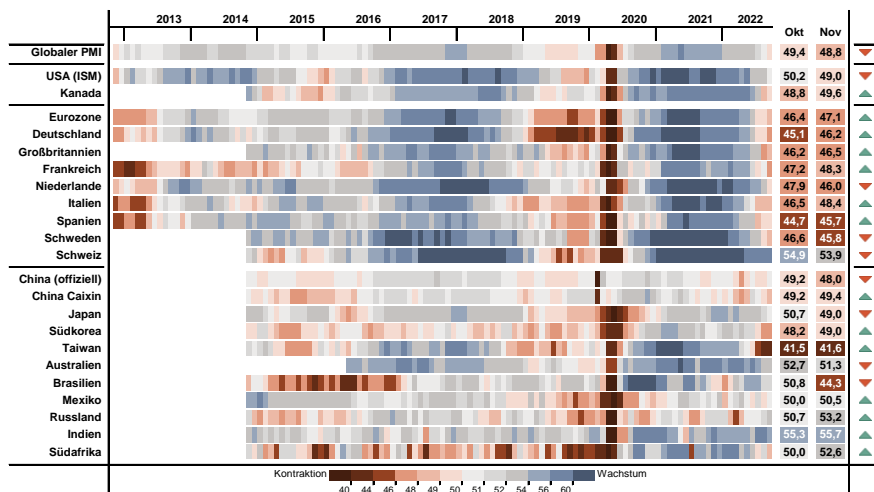 2013 2014 2015 2016 2017 2018 2019 2020 2021 2022 Okt Nov
Globaler PMI 49,4 48,8
USA (ISM) 50,2 49,0
Kanada 48,8 49,6
Eurozone 46,4 47,1
Deutschland 45,1 46,2
Großbritannien 46,2 46,5
Frankreich 47,2 48,3
Niederlande 47,9 46,0
Italien 46,5 48,4
Spanien 44,7 45,7
Schweden 46,6 45,8
Schweiz 54,9 53,9
China (offiziell) 49,2 48,0
China Caixin 49,2 49,4
Japan 50,7 49,0
Südkorea 48,2 49,0
Taiwan 41,5 41,6
Australien 52,7 51,3
Brasilien 50,8 44,3
Mexiko 50,0 50,5
Russland 50,7 53,2
Indien 55,3 55,7
Südafrika 50,0 52,6
Kontraktion Wachstum
40 44 46 48 49 50 51 52 54 56 60